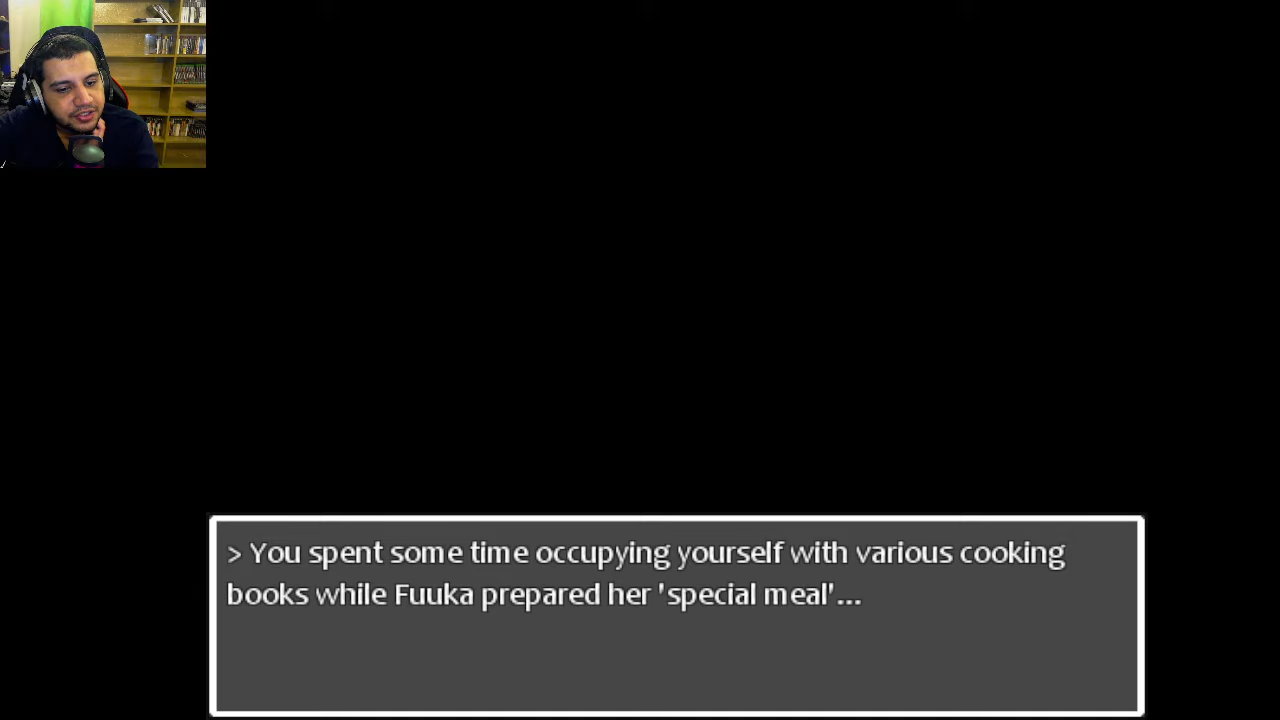 > You spent some time occupying yourself with various cooking
books while Fuuka prepared her 'special meal'...